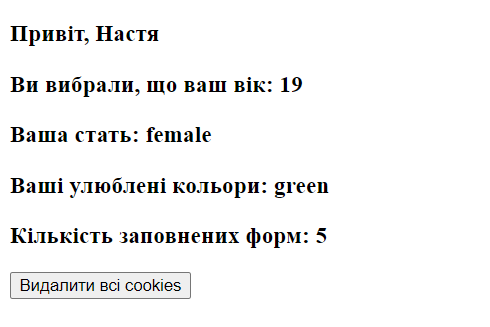 Привіт, Настя
Ви вибрали, що ваш вік: 19
Ваша стать: female
Ваші улюблені кольори: green
Кількість заповнених форм: 5
Видалити всі cookies